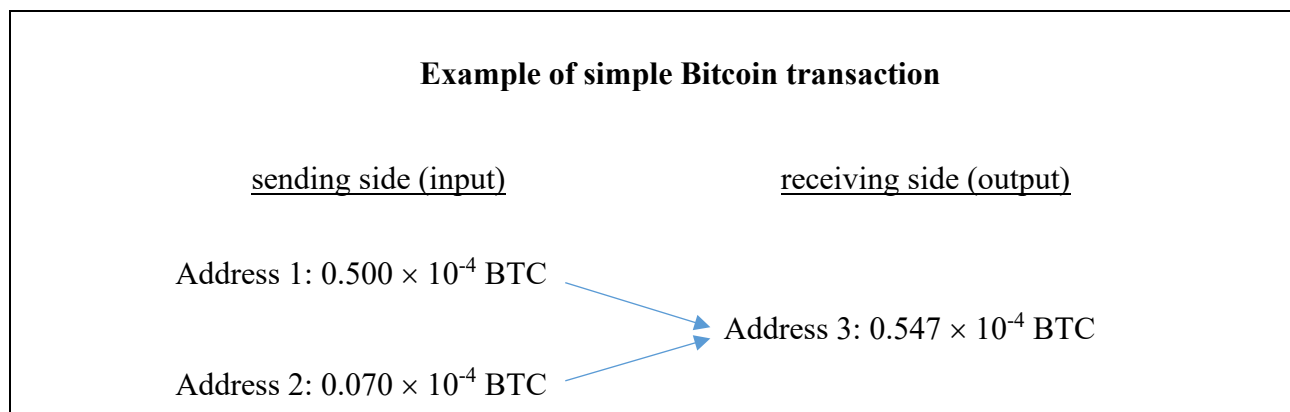 Example of simple Bitcoin transaction
sending side (input) receiving side (output)
Address 1: 0.500 × 10⁻⁴ BTC
Address 3: 0.547 × 10⁻⁴ BTC
Address 2: 0.070 × 10⁻⁴ BTC